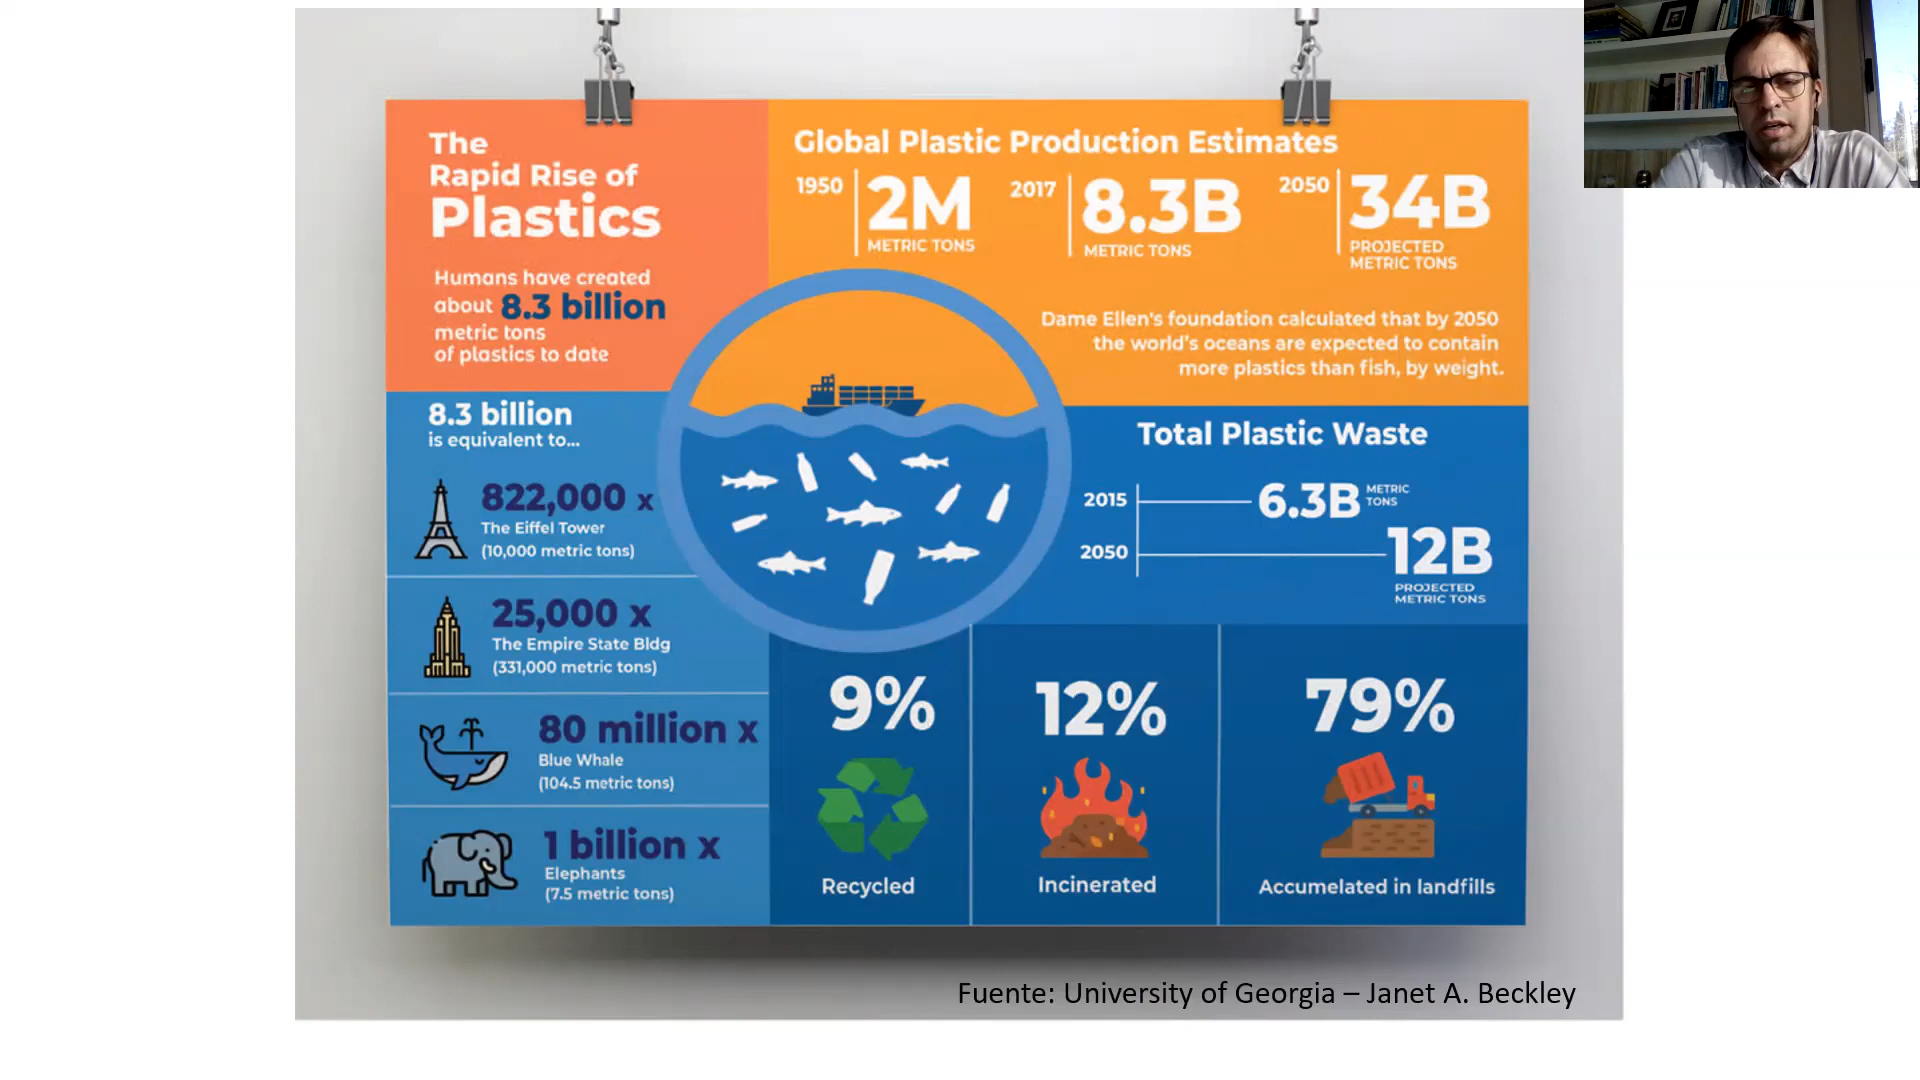 The
Rapid Rise of
Plastics
Humans have created
about 8.3 billion
metric tons
of plastics to date
Global Plastic Production Estimates
1950
2M
METRIC TONS
2017
8.3B
METRIC TONS
2050
34B
PROJECTED
METRIC TONS
Dame Ellen's foundation calculated that by 2050
the world's oceans are expected to contain
more plastics than fish, by weight.
8.3 billion
is equivalent to...
822,000 x
The Eiffel Tower
(10,000 metric tons)
25,000 x
The Empire State Bldg
(331,000 metric tons)
80 million x
Blue Whale
(104.5 metric tons)
1 billion x
Elephants
(7.5 metric tons)
Total Plastic Waste
2015
6.3B
METRIC
TONS
2050
12B
PROJECTED
METRIC TONS
9%
Recycled
12%
Incinerated
79%
Accumelated in landfills
Fuente: University of Georgia – Janet A. Beckley